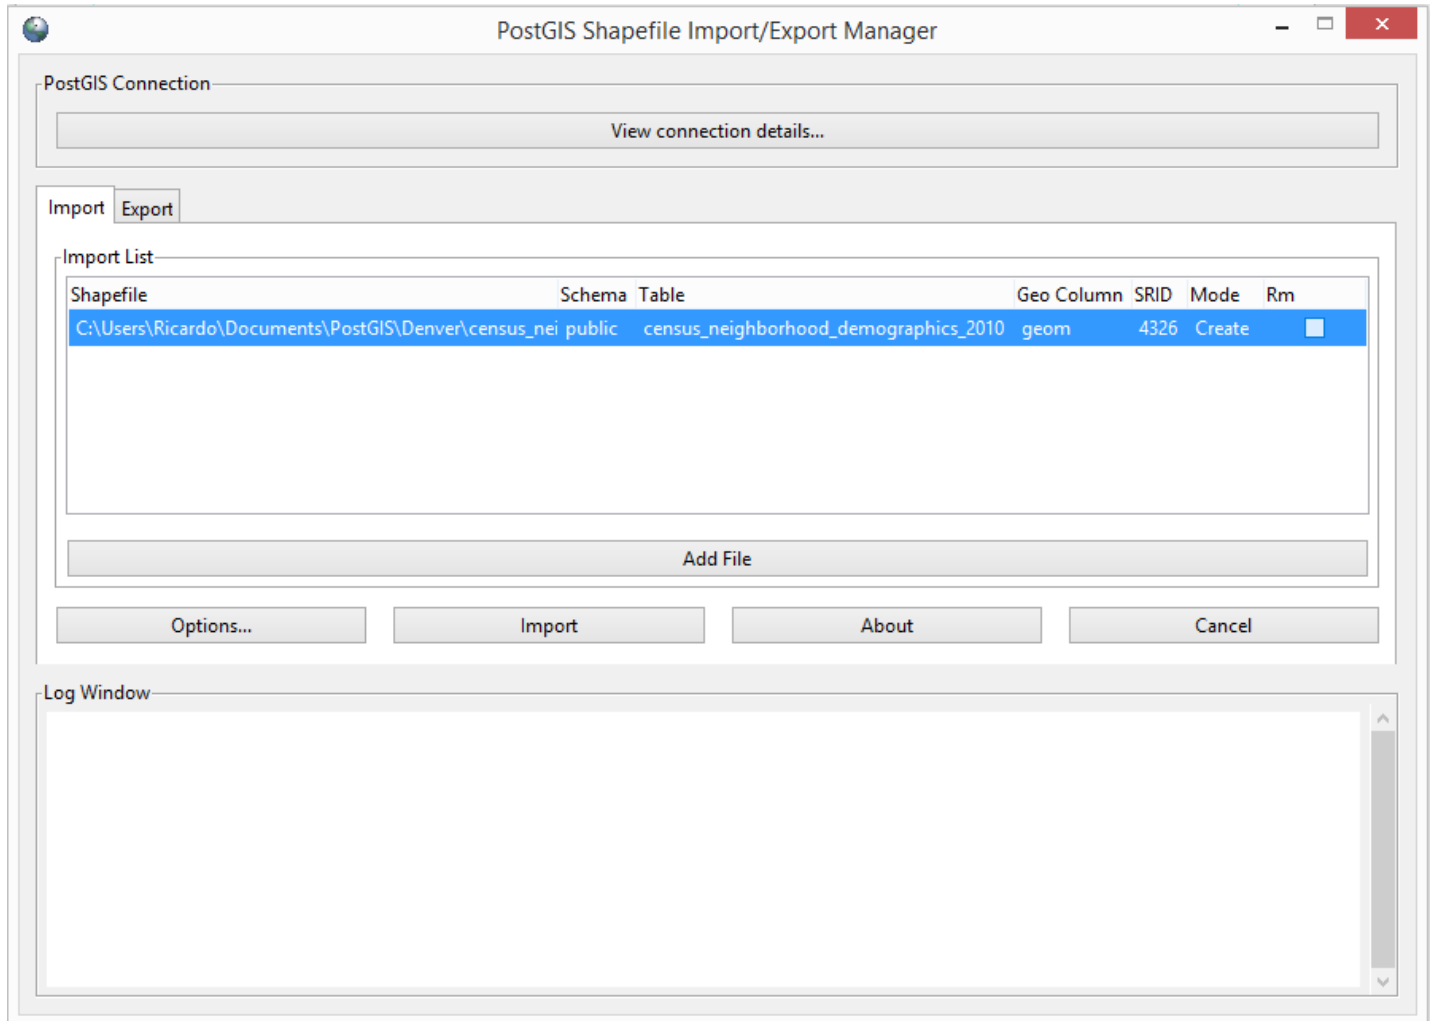 PostGIS Shapefile Import/Export Manager
PostGIS Connection
View connection details...
Import Export
Import List
Shapefile Schema Table Geo Column SRID Mode Rm
C:\Users\Ricardo\Documents\PostGIS\Denver\census_nei public census_neighborhood_demographics_2010 geom 4326 Create
Add File
Options... Import About Cancel
Log Window